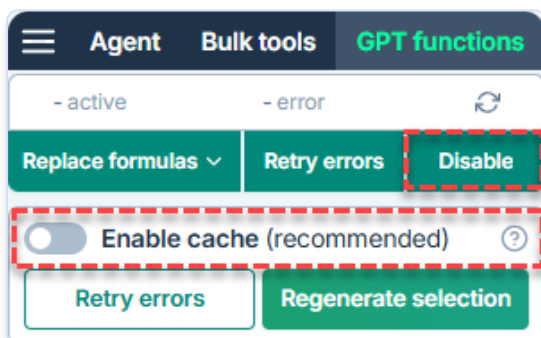 Agent Bulk tools GPT functions
- active - error
Replace formulas Retry errors Disable
Enable cache (recommended) ?
Retry errors Regenerate selection